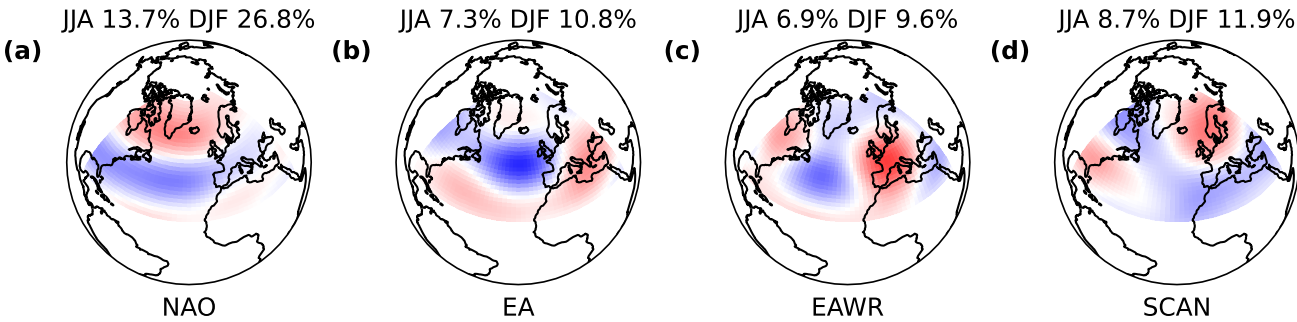 JJA 13.7% DJF 26.8%
(a)
NAO
JJA 7.3% DJF 10.8%
(b)
EA
JJA 6.9% DJF 9.6%
(c)
EAWR
JJA 8.7% DJF 11.9%
(d)
SCAN